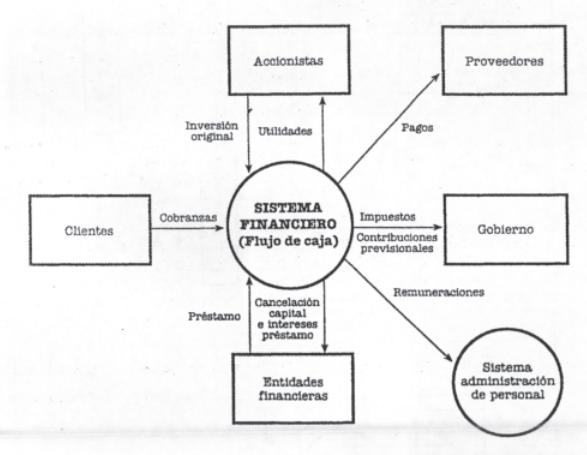 Accionistas
Proveedores
Inversión
original
Utilidades
Pagos
Clientes
Cobranzas
SISTEMA
FINANCIERO
(Flujo de caja)
Impuestos
Contribuciones
previsionales
Gobierno
Préstamo
Cancelación
capital
e intereses
préstamo
Remuneraciones
Entidades
financieras
Sistema
administración
de personal